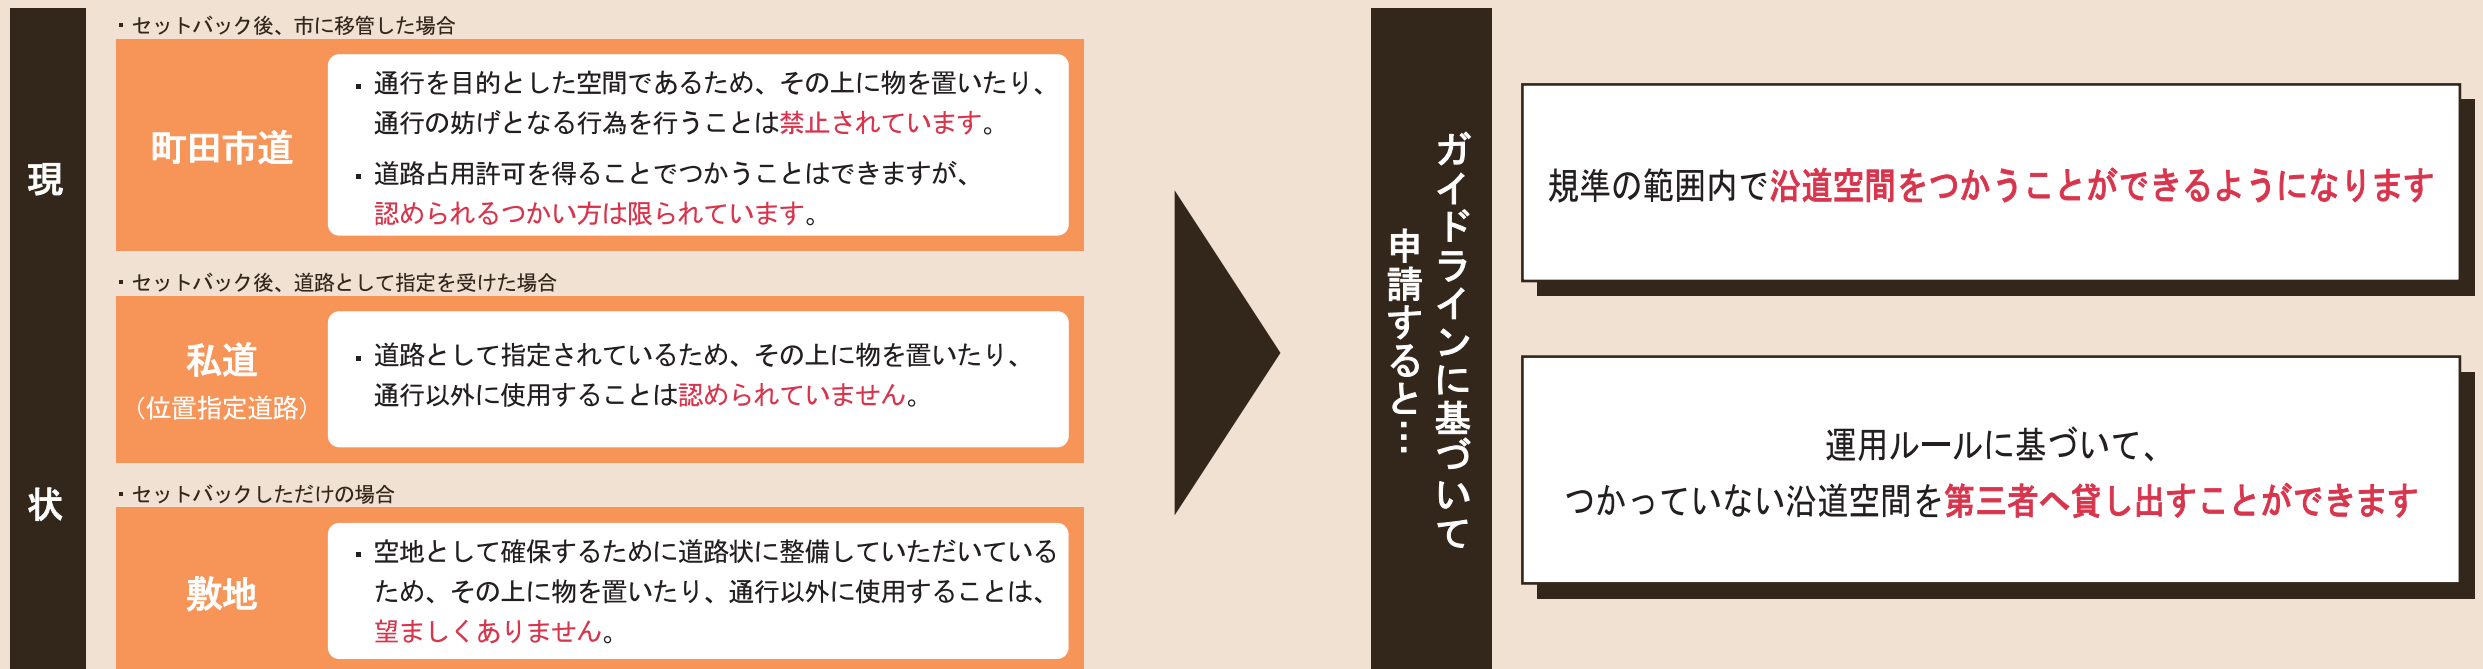 現状
・セットバック後、市に移管した場合
町田市道
・通行を目的とした空間であるため、その上に物を置いたり、
通行の妨げとなる行為を行うことは禁止されています。
・道路占用許可を得ることでつかうことはできますが、
認められるつかい方は限られています。
・セットバック後、道路として指定を受けた場合
私道
（位置指定道路）
・道路として指定されているため、その上に物を置いたり、
通行以外に使用することは認められていません。
・セットバックしただけの場合
敷地
・空地として確保するために道路状に整備していただいている
ため、その上に物を置いたり、通行以外に使用することは、
望ましくありません。
ガイドラインに基づいて
申請すると…
規準の範囲内で沿道空間をつかうことができるようになります
運用ルールに基づいて、
つかっていない沿道空間を第三者へ貸し出すことができます